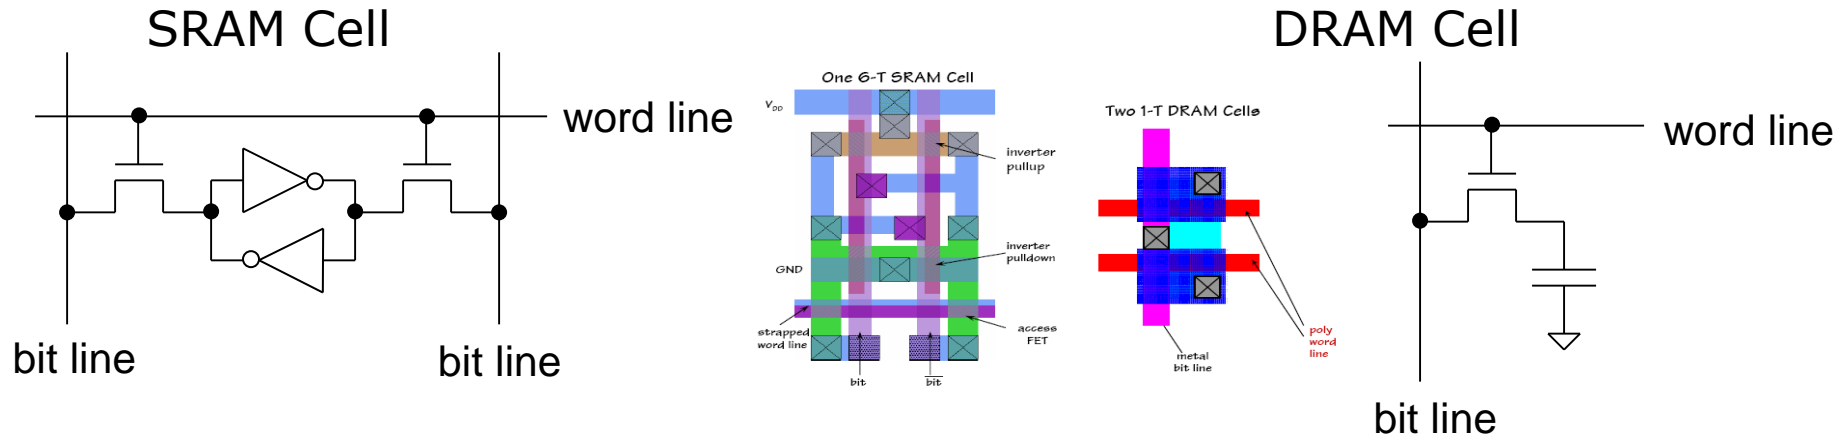 SRAM Cell
word line
bit line
bit line
One 6-T SRAM Cell
VDD
inverter
pullup
inverter
pulldown
GND
strapped
word line
access
FET
bit
bit
Two 1-T DRAM Cells
poly
word
line
metal
bit line
DRAM Cell
word line
bit line